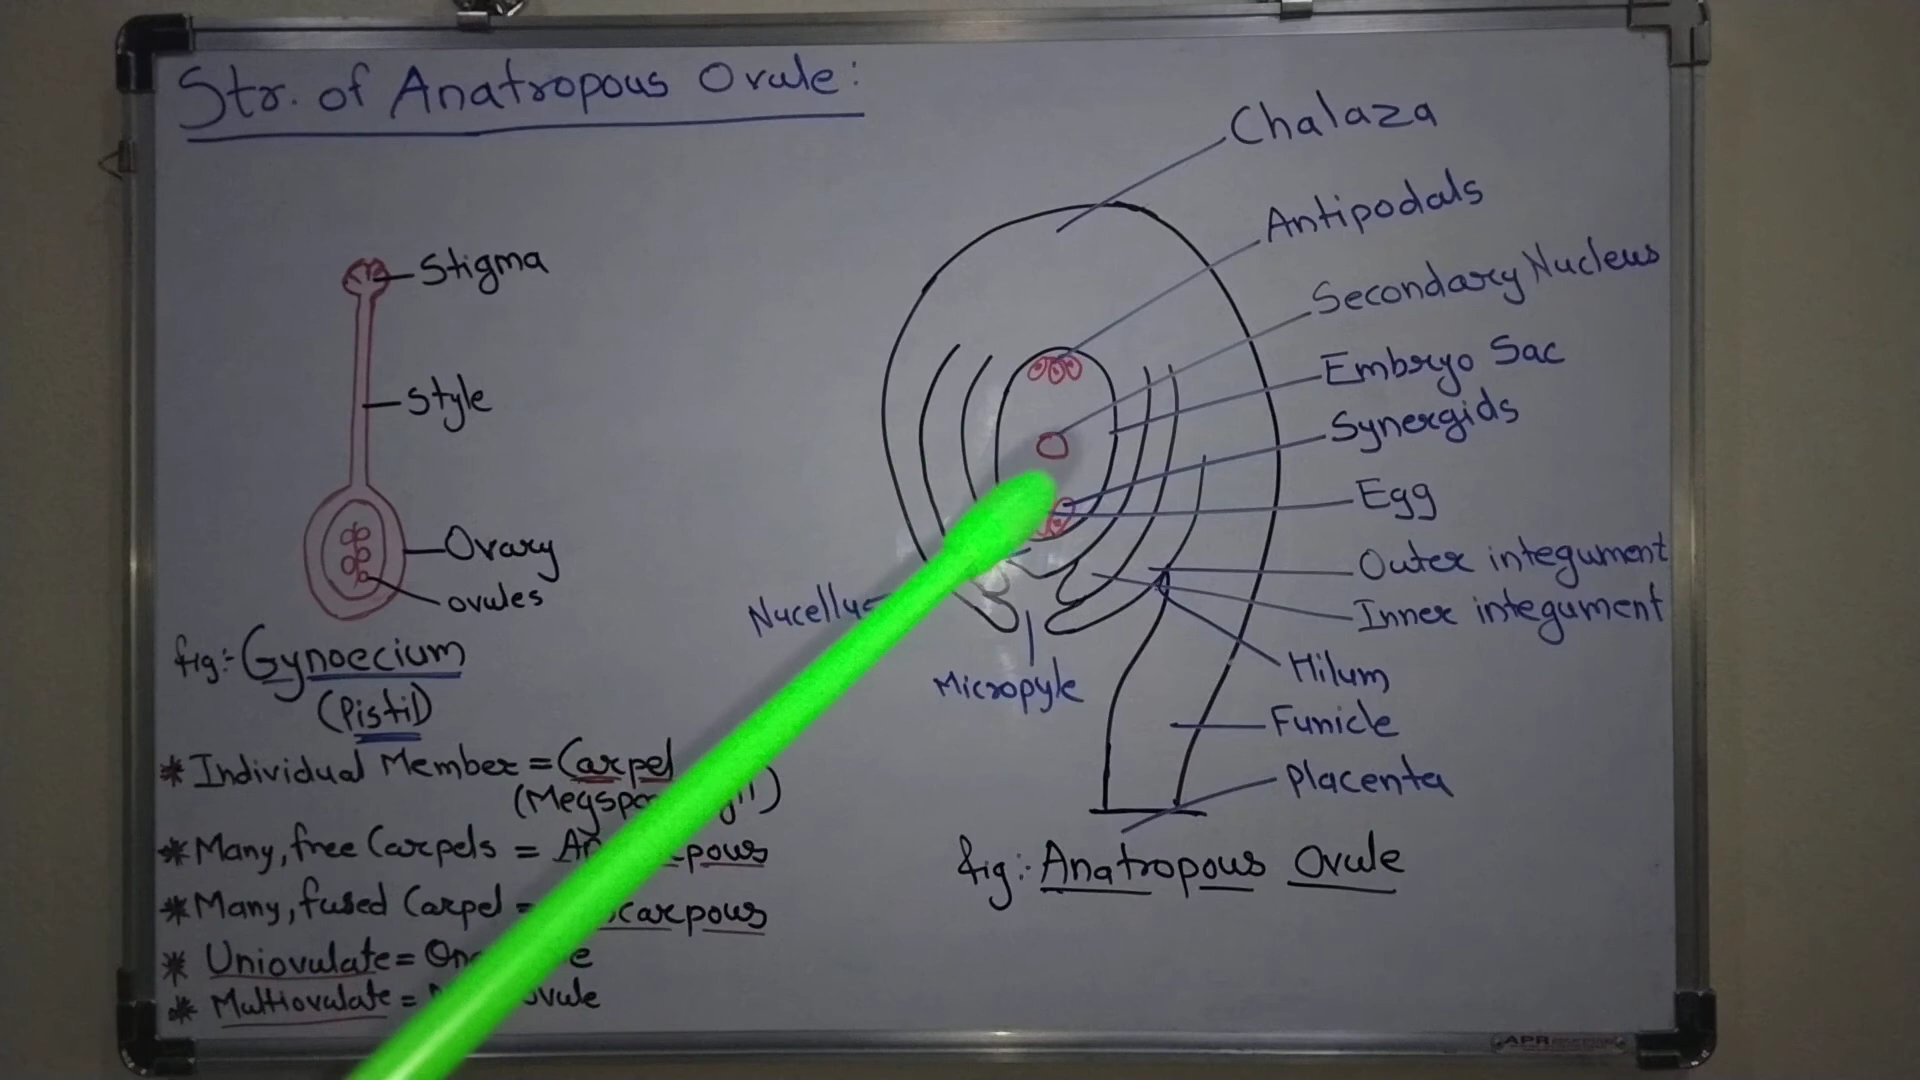 Str. of Anatropous Ovule:
Stigma
Style
Ovary
ovules
fig:- Gynoecium
(Pistil)
* Individual Member = Carpel
* Many, free Carpels =
* Many, fused Carpel =
* Uniovulate =
* Multiovulate = ovule
Chalaza
Antipodals
Secondary Nucleus
Embryo Sac
Synergids
Egg
Outer integument
Inner integument
Hilum
Funicle
Placenta
Micropyle
fig:- Anatropous Ovule
APR